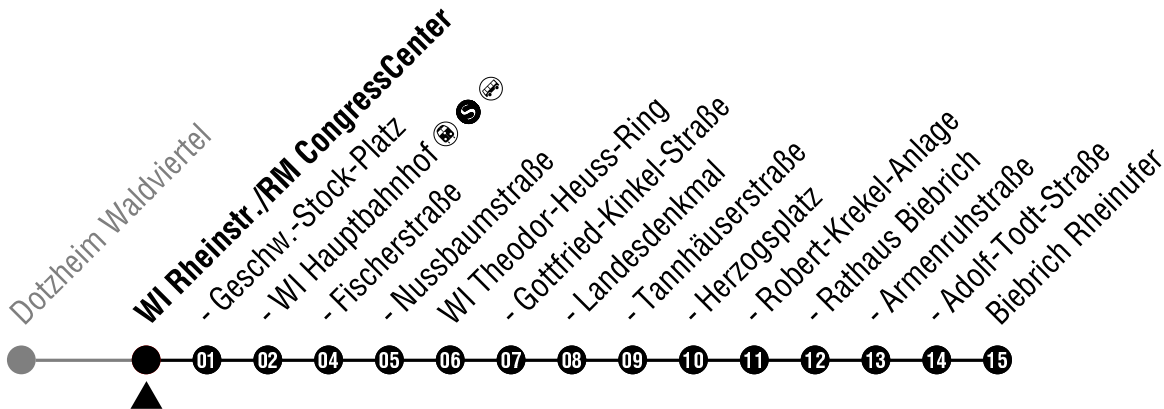 Dotzheim Waldviertel
WI Rheinstr./RM CongressCenter
- Geschw.-Stock-Platz
- WI Hauptbahnhof S
- Fischerstraße
- Nussbaumstraße
WI Theodor-Heuss-Ring
- Gottfried-Kinkel-Straße
- Landesdenkmal
- Tannhäuserstraße
- Herzogsplatz
- Robert-Krekel-Anlage
- Rathaus Biebrich
- Armenruhstraße
- Adolf-Todt-Straße
Biebrich Rheinufer
01 02 04 05 06 07 08 09 10 11 12 13 14 15